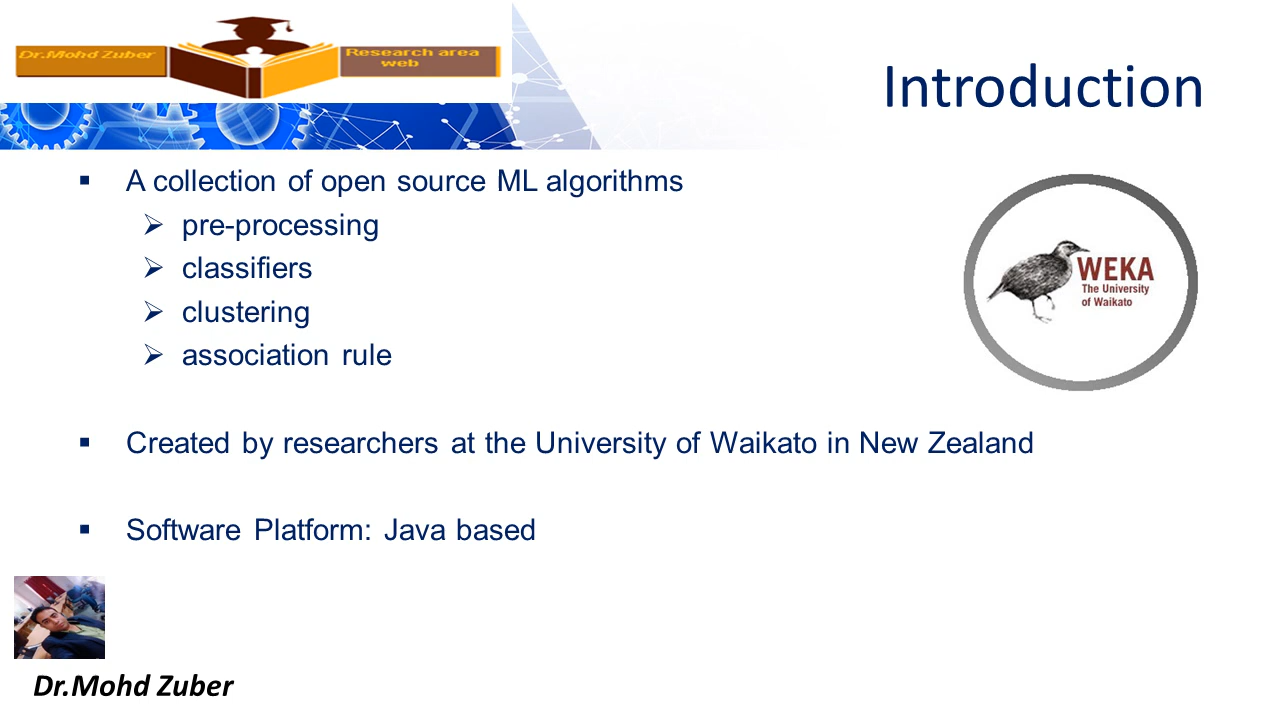 Dr.Mohd Zuber
Research area
web
Introduction
▪ A collection of open source ML algorithms
➢ pre-processing
➢ classifiers
➢ clustering
➢ association rule
WEKA
The University
of Waikato
▪ Created by researchers at the University of Waikato in New Zealand
▪ Software Platform: Java based
Dr.Mohd Zuber